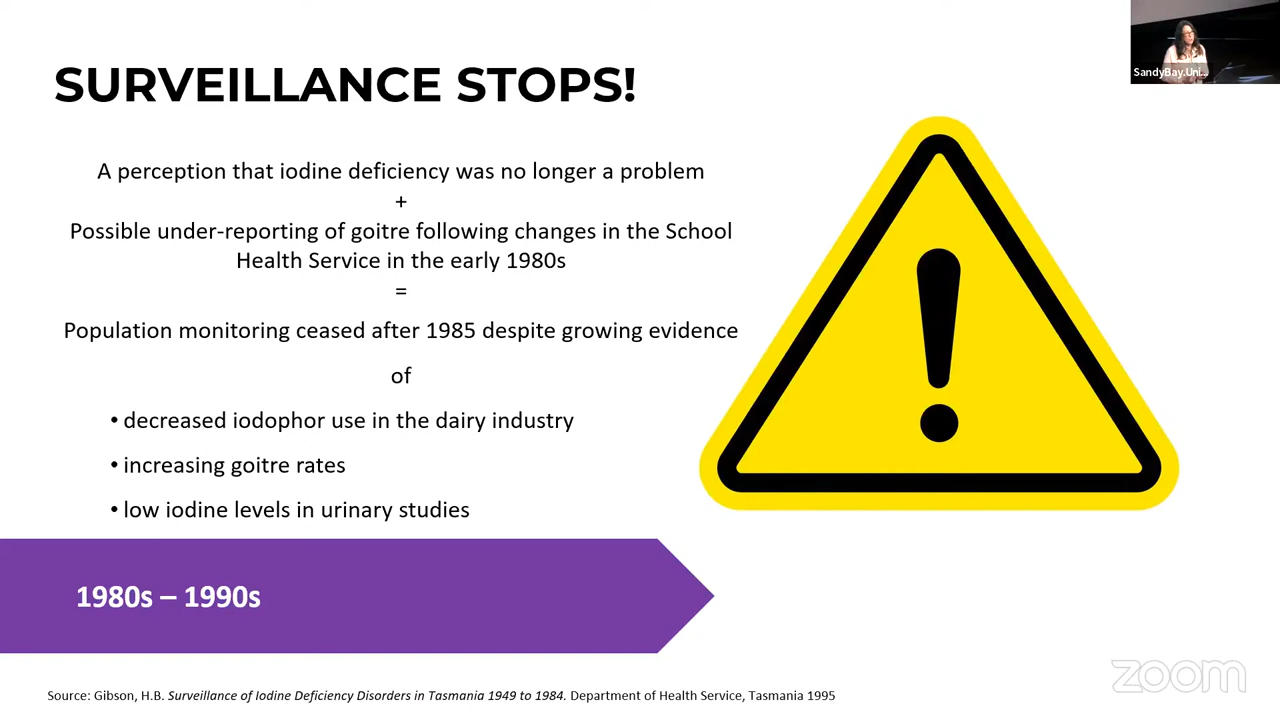 SURVEILLANCE STOPS!
SandyBay.Uni...
A perception that iodine deficiency was no longer a problem
+
Possible under-reporting of goitre following changes in the School
Health Service in the early 1980s
=
Population monitoring ceased after 1985 despite growing evidence
of
• decreased iodophor use in the dairy industry
• increasing goitre rates
• low iodine levels in urinary studies
1980s – 1990s
Source: Gibson, H.B. Surveillance of Iodine Deficiency Disorders in Tasmania 1949 to 1984. Department of Health Service, Tasmania 1995
zoom